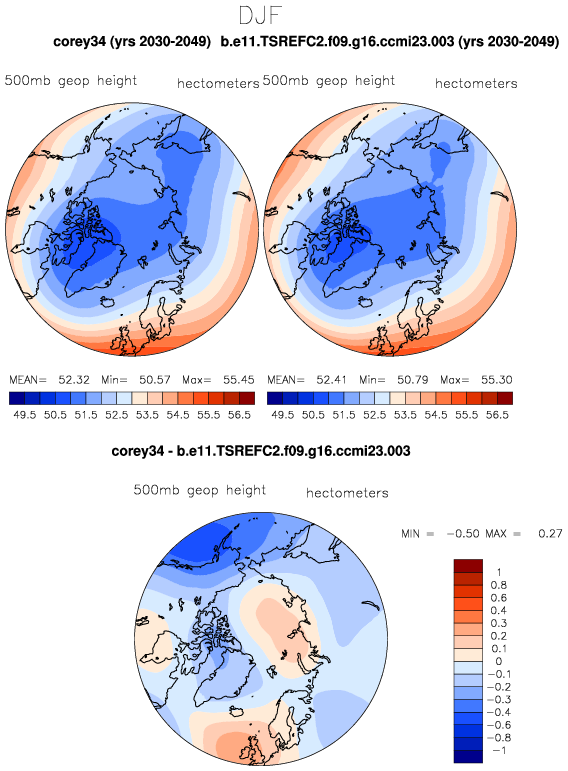 DJF
corey34 (yrs 2030-2049) b.e11.TSREFC2.f09.g16.ccmi23.003 (yrs 2030-2049)
500mb geop height hectometers 500mb geop height hectometers
MEAN= 52.32 Min= 50.57 Max= 55.45 MEAN= 52.41 Min= 50.79 Max= 55.30
49.5 50.5 51.5 52.5 53.5 54.5 55.5 56.5 49.5 50.5 51.5 52.5 53.5 54.5 55.5 56.5
corey34 - b.e11.TSREFC2.f09.g16.ccmi23.003
500mb geop height hectometers
MIN = -0.50 MAX = 0.27
1
0.8
0.6
0.4
0.3
0.2
0.1
0
-0.1
-0.2
-0.3
-0.4
-0.6
-0.8
-1